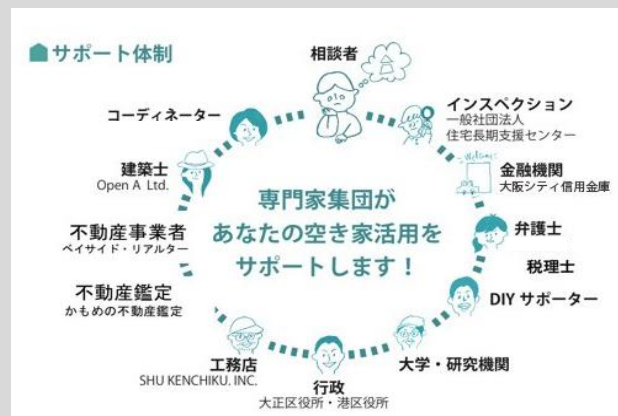 サポート体制
相談者
コーディネーター
インスペクション
一般社団法人
住宅長期支援センター
Welcome
建築士
Open A Ltd.
金融機関
大阪シティ信用金庫
専門家集団が
あなたの空き家活用を
サポートします！
不動産事業者
ベイサイド・リアルター
弁護士
税理士
不動産鑑定
かもめの不動産鑑定
DIY サポーター
工務店
SHU KENCHIKU. INC.
大学・研究機関
行政
大正区役所・港区役所